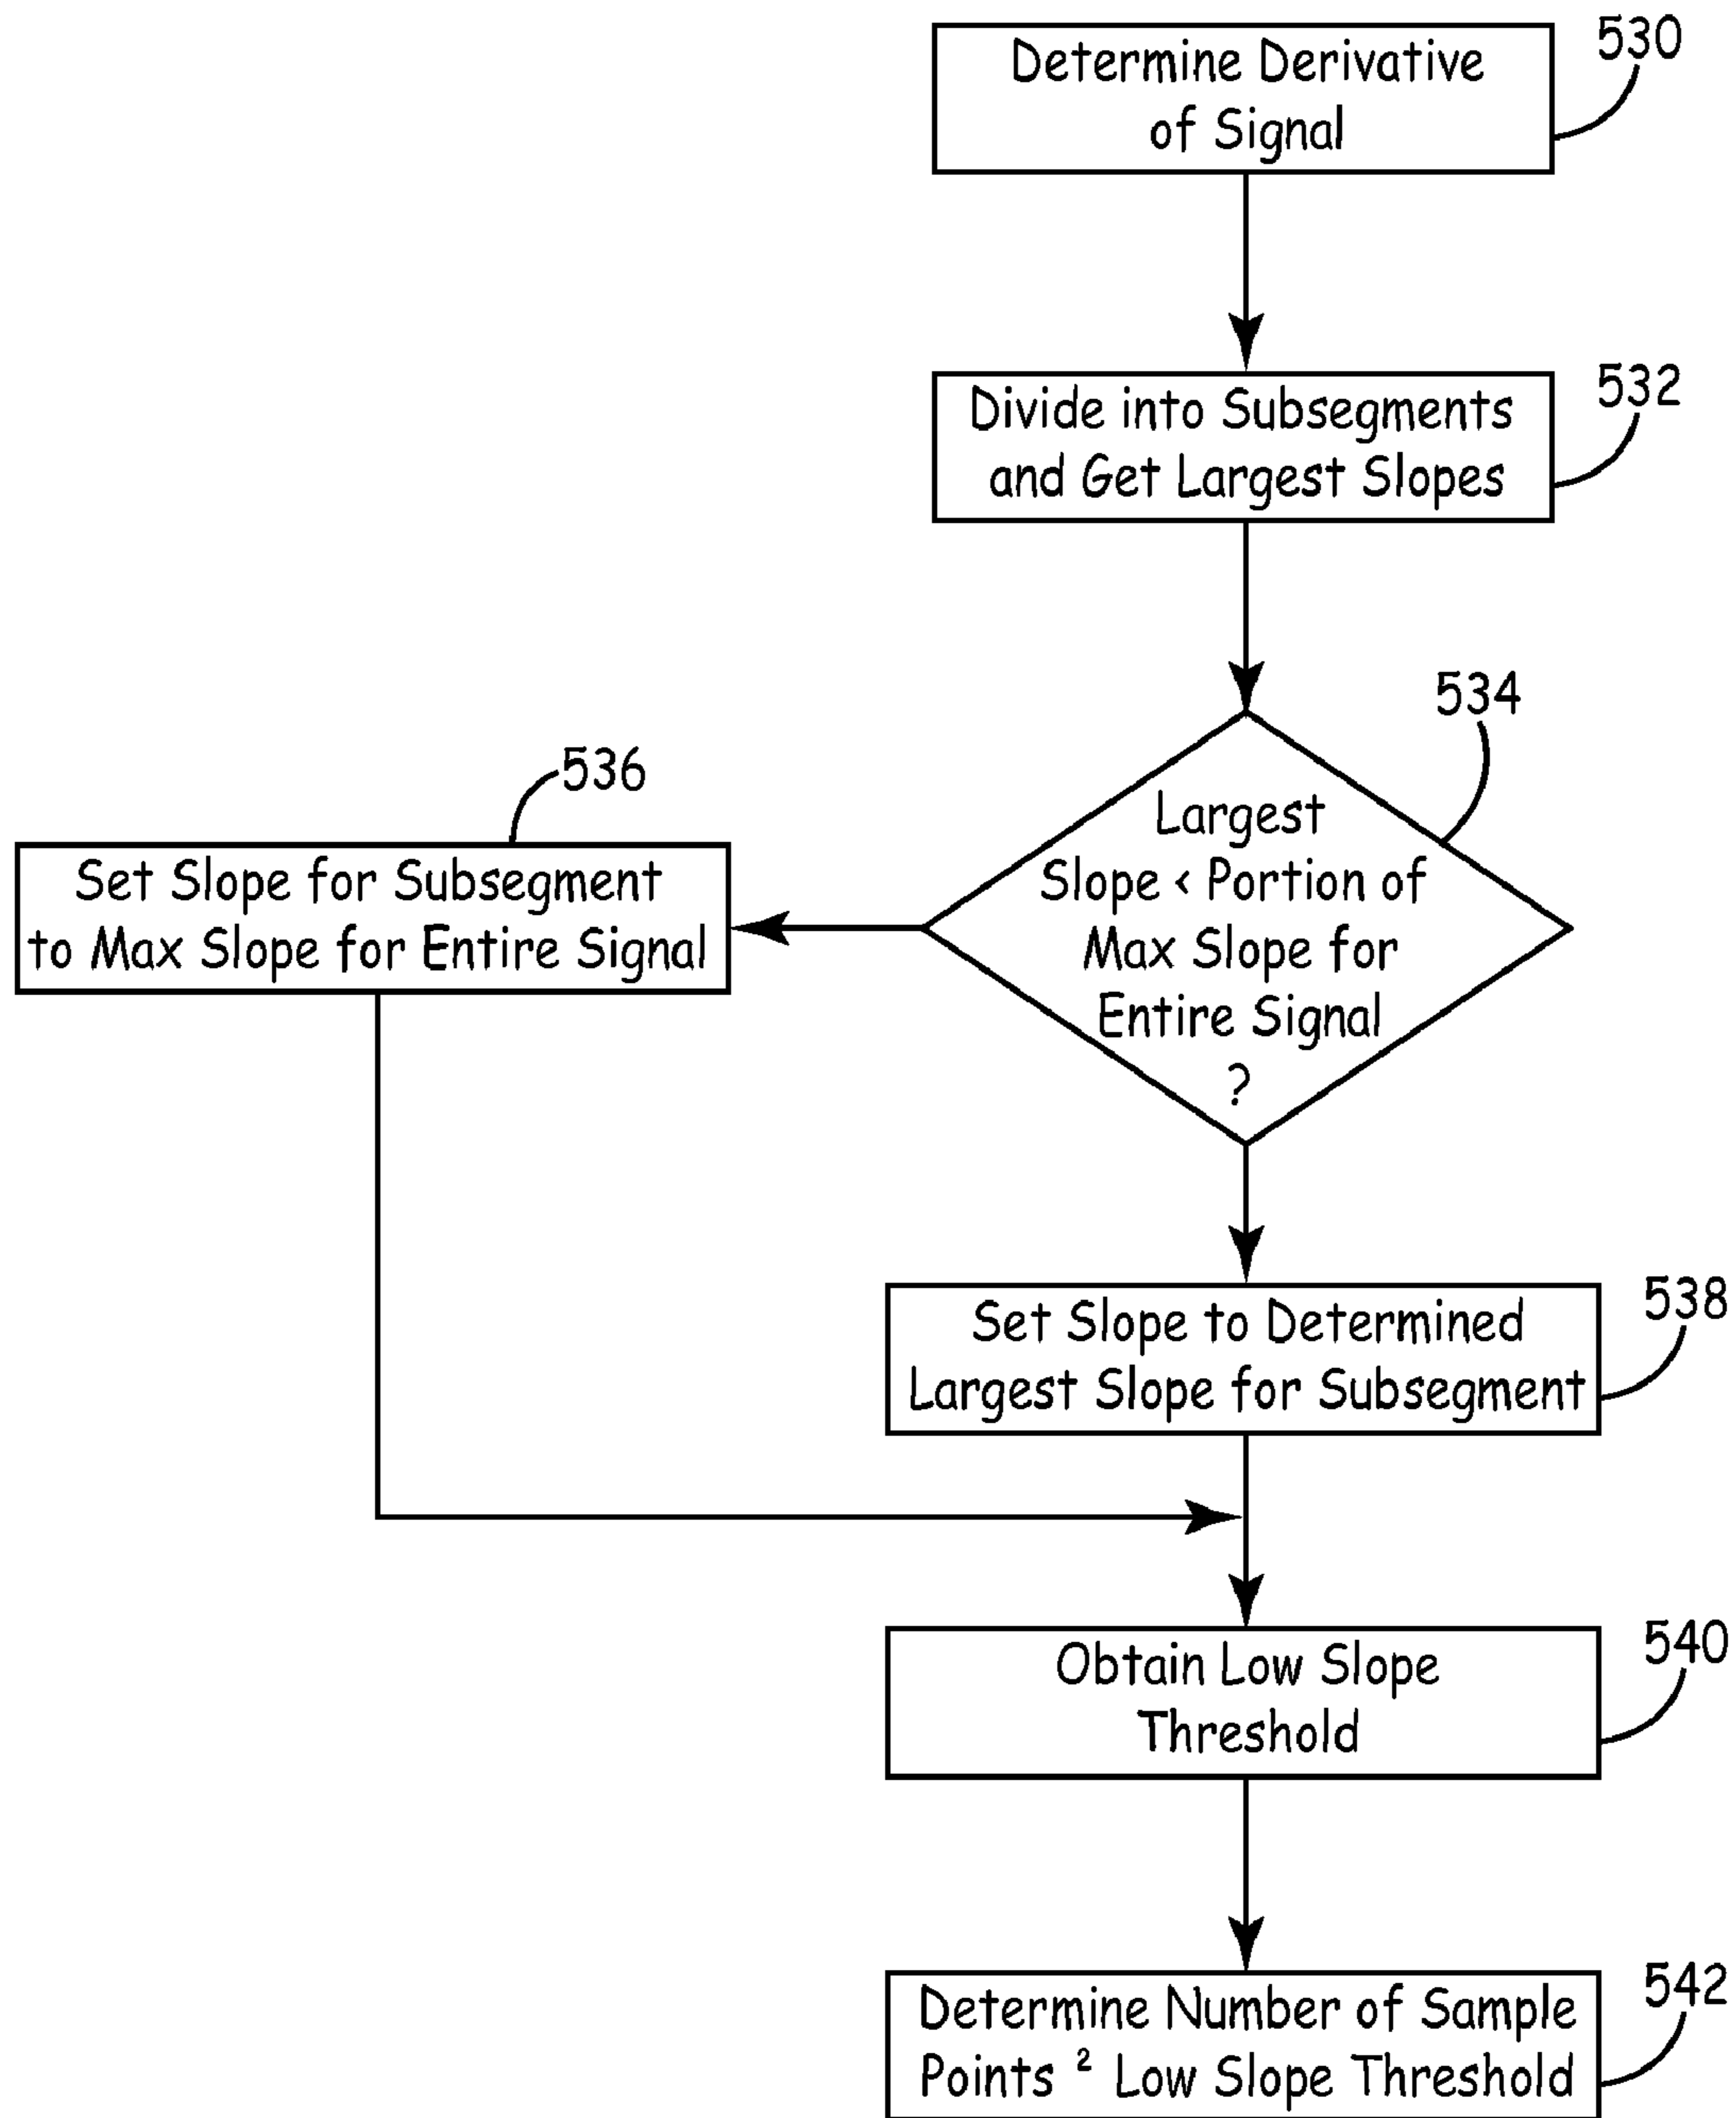 Determine Derivative
of Signal
530
Divide into Subsegments
and Get Largest Slopes
532
534
Largest
Slope < Portion of
Max Slope for
Entire Signal
?
536
Set Slope for Subsegment
to Max Slope for Entire Signal
Set Slope to Determined
Largest Slope for Subsegment
538
Obtain Low Slope
Threshold
540
Determine Number of Sample
Points ² Low Slope Threshold
542